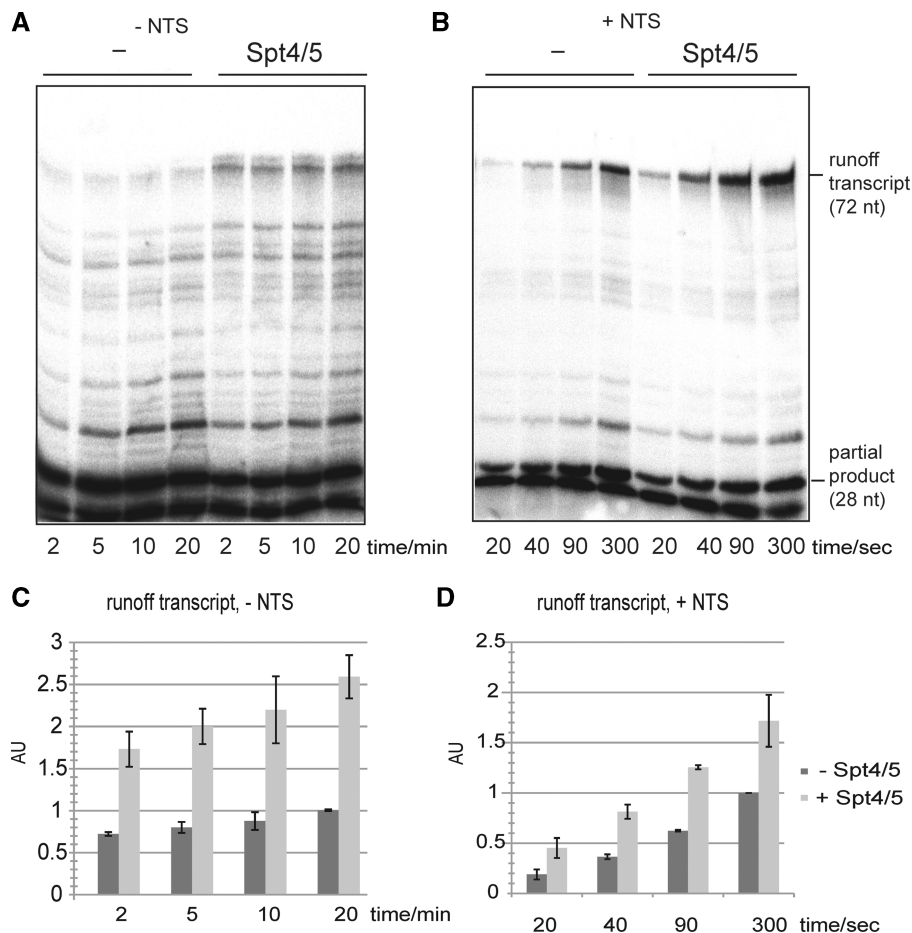 A
- NTS
–
Spt4/5
2 5 10 20 2 5 10 20 time/min
B
+ NTS
–
Spt4/5
runoff
transcript
(72 nt)
partial
product
(28 nt)
20 40 90 300 20 40 90 300 time/sec
C
runoff transcript, - NTS
3
2.5
2
1.5
1
0.5
0
AU
2 5 10 20 time/min
D
runoff transcript, + NTS
2.5
2
1.5
1
0.5
0
AU
20 40 90 300 time/sec
- Spt4/5
+ Spt4/5